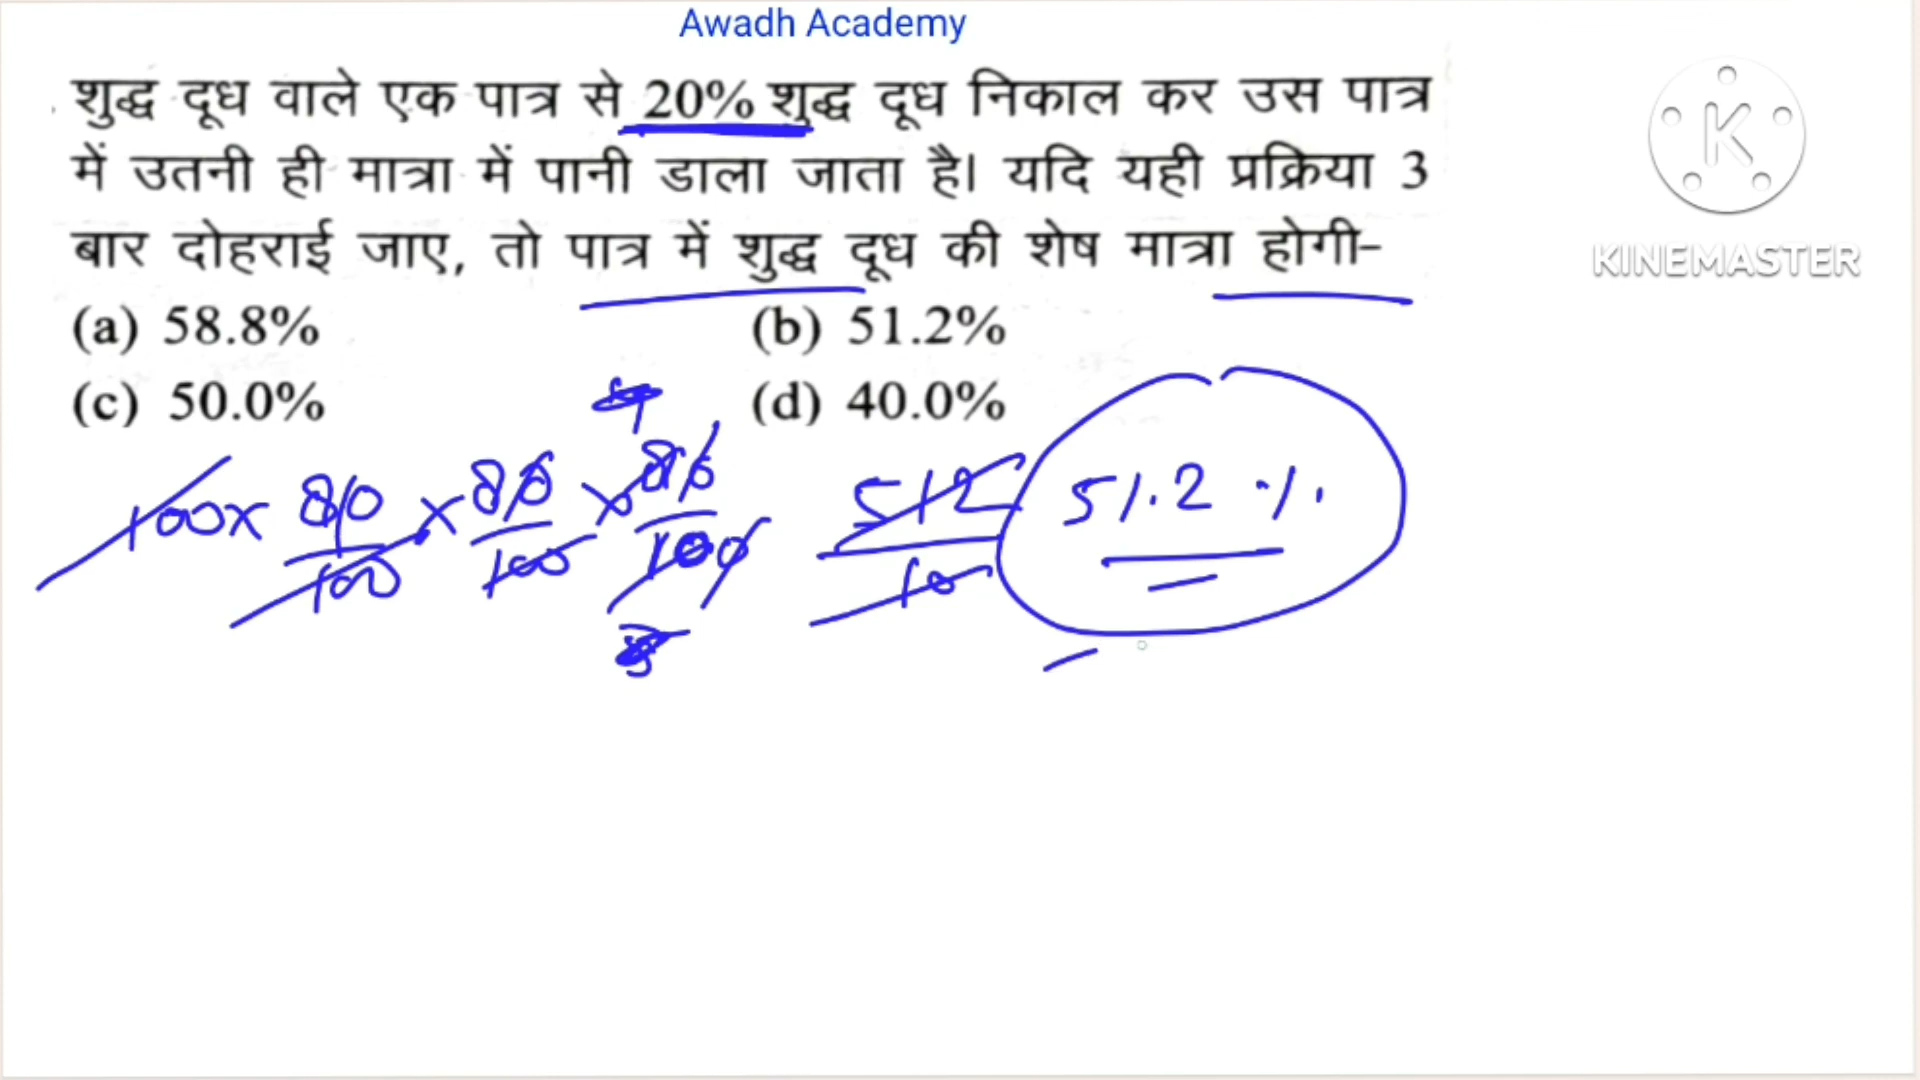 Awadh Academy
शुद्ध दूध वाले एक पात्र से 20% शुद्ध दूध निकाल कर उस पात्र
में उतनी ही मात्रा में पानी डाला जाता है। यदि यही प्रक्रिया 3
बार दोहराई जाए, तो पात्र में शुद्ध दूध की शेष मात्रा होगी-
(a) 58.8% (b) 51.2%
(c) 50.0% (d) 40.0%
100 x 80/100 x 80/100 x 80/100 512/10 51.2 %
K
KINEMASTER